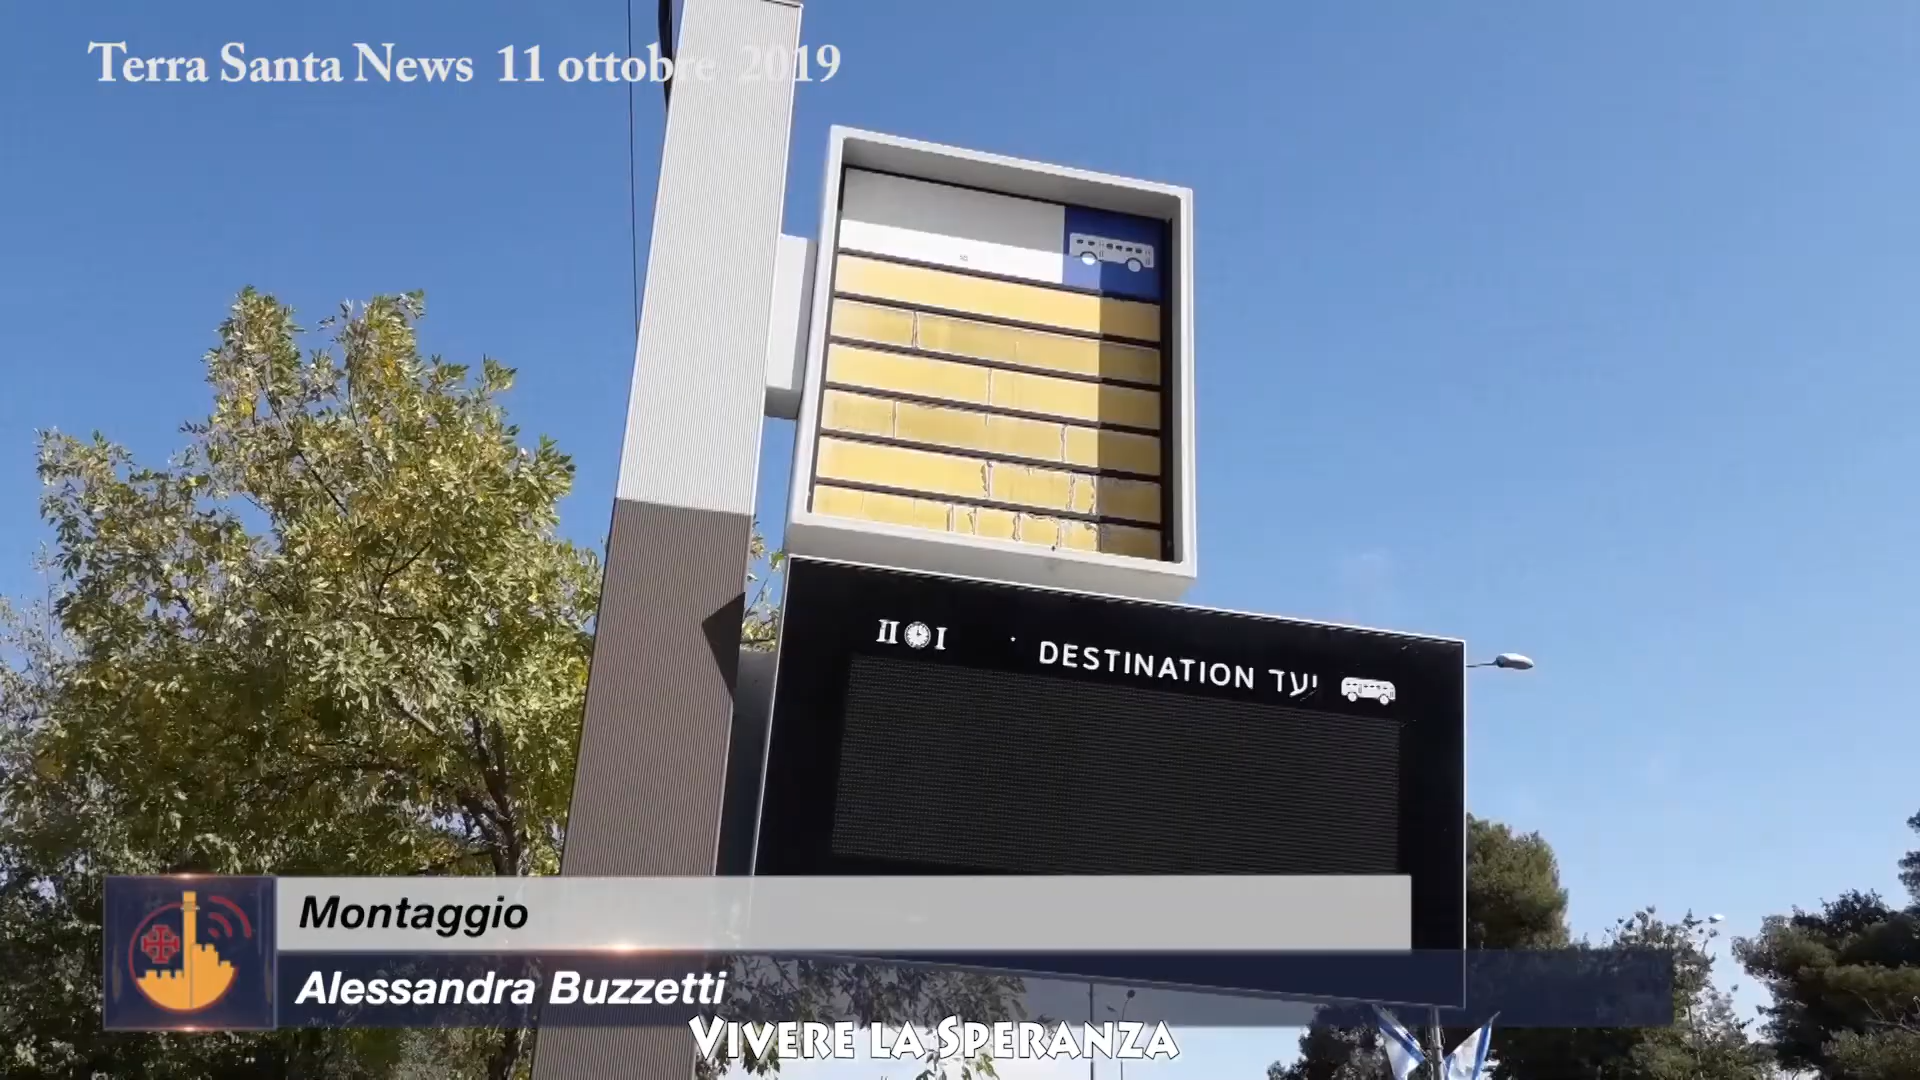 Terra Santa News 11 ottobre 2019
DESTINATION יעד
Montaggio
Alessandra Buzzetti
VIVERE LA SPERANZA